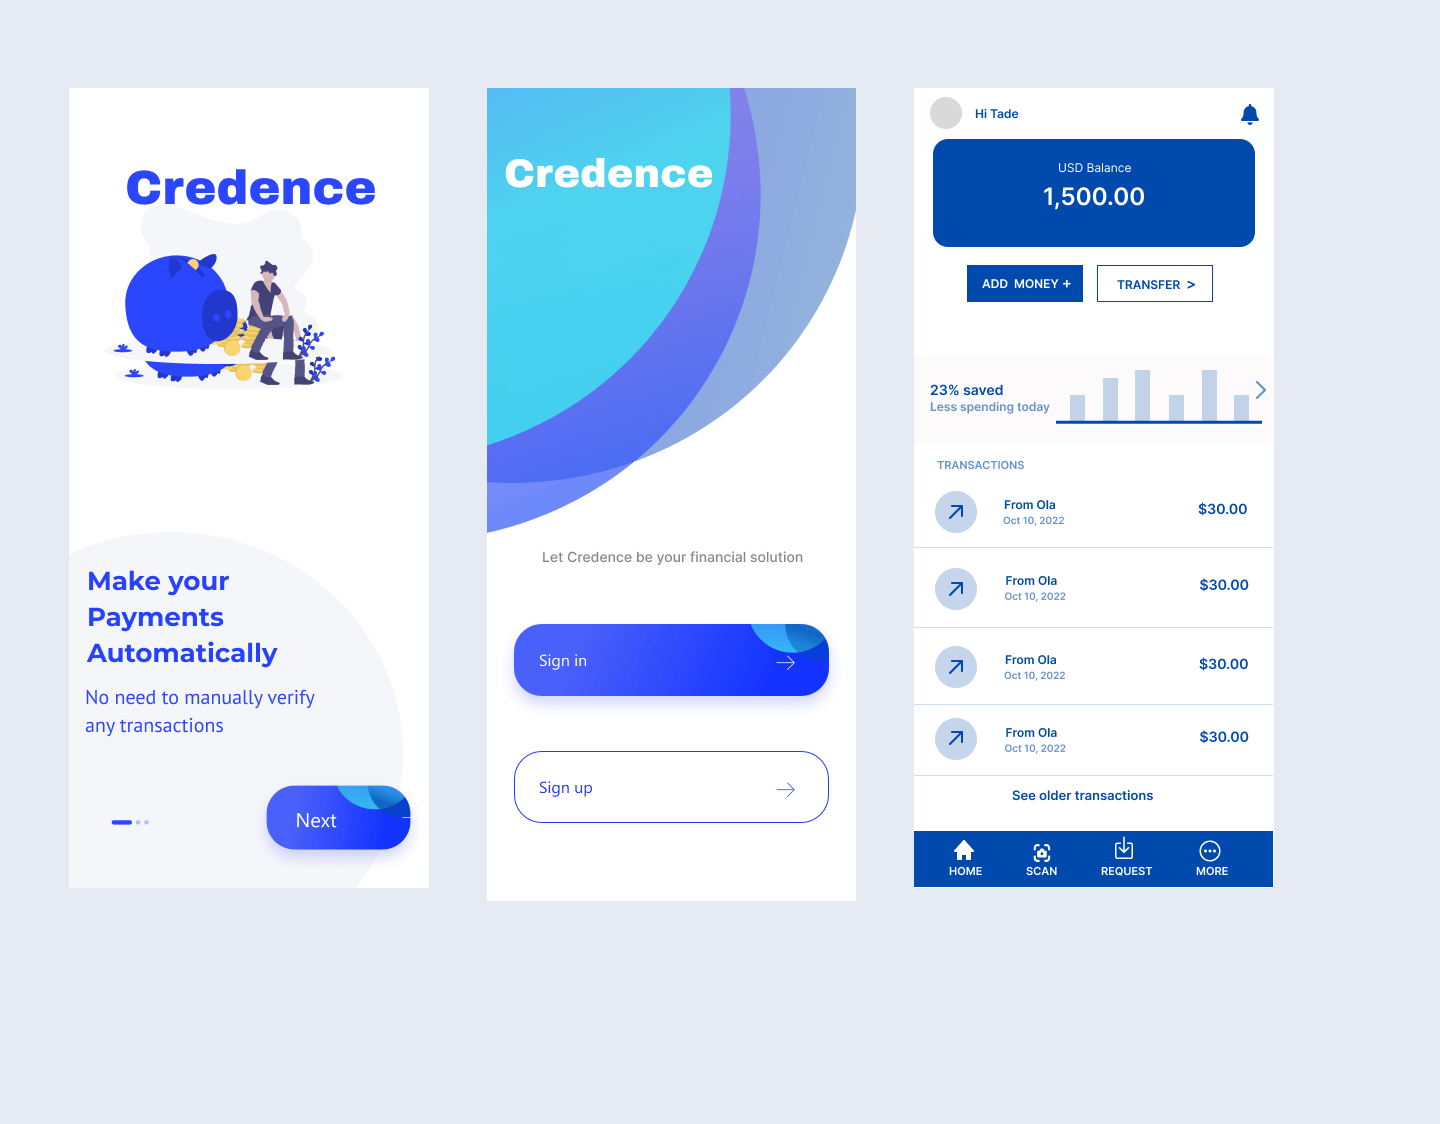 Credence
Make your
Payments
Automatically
No need to manually verify
any transactions
Next
Credence
Let Credence be your financial solution
Sign in
Sign up
Hi Tade
USD Balance
1,500.00
ADD MONEY +
TRANSFER >
23% saved
Less spending today
TRANSACTIONS
From Ola
Oct 10, 2022
$30.00
From Ola
Oct 10, 2022
$30.00
From Ola
Oct 10, 2022
$30.00
From Ola
Oct 10, 2022
$30.00
See older transactions
HOME
SCAN
REQUEST
MORE